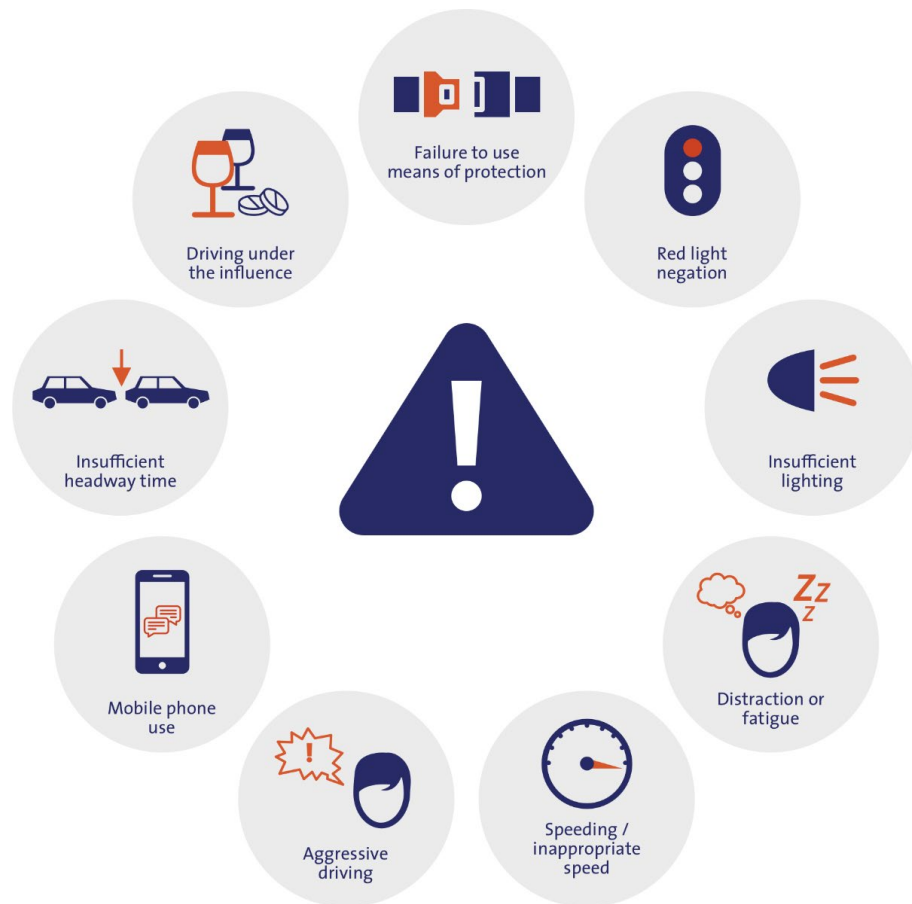 Failure to use
means of protection
Red light
negation
Insufficient
lighting
Distraction or
fatigue
Speeding /
inappropriate
speed
Aggressive
driving
Mobile phone
use
Insufficient
headway time
Driving under
the influence
!
!
ZZZ